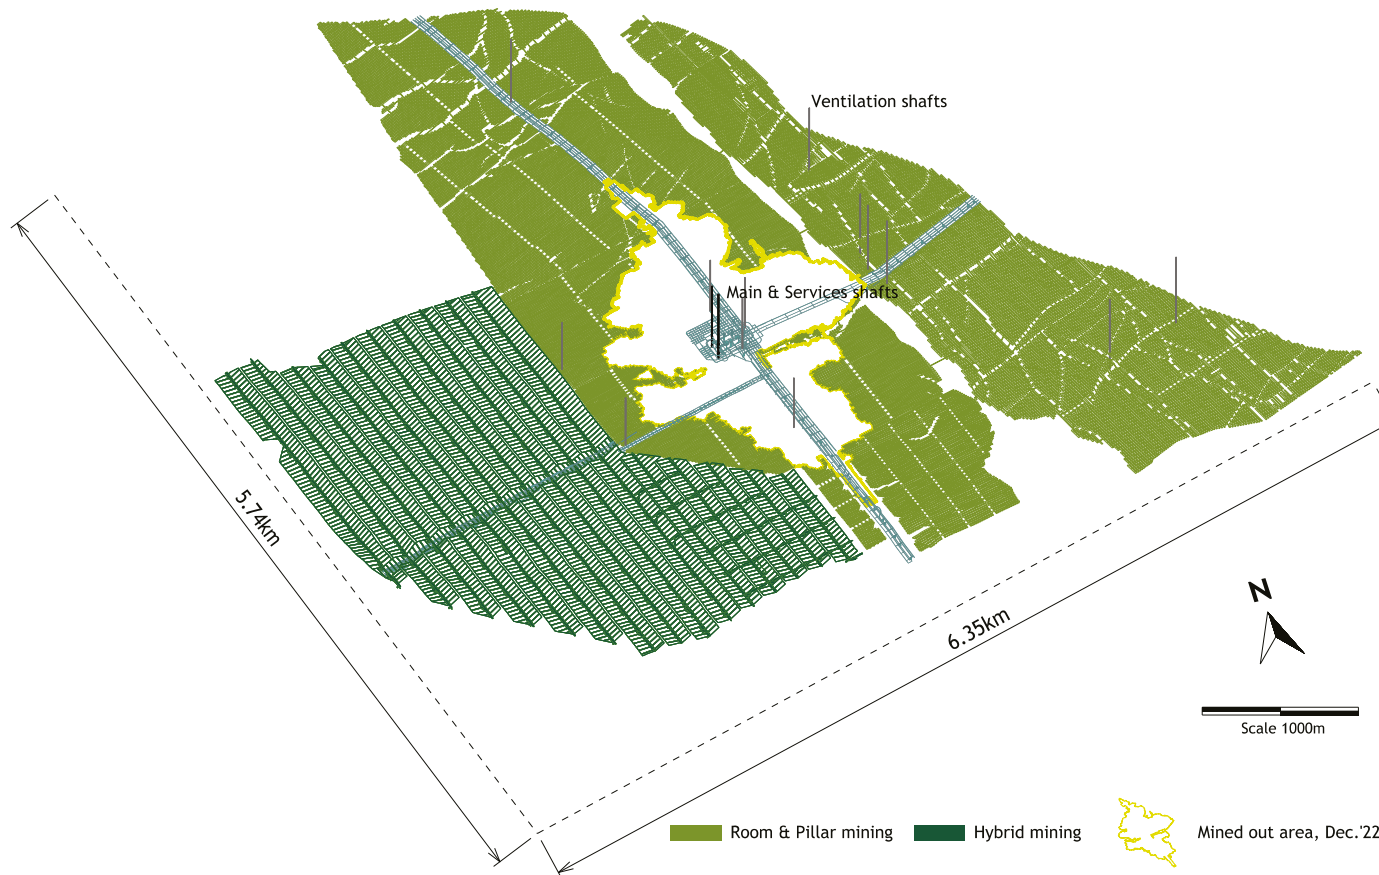 Ventilation shafts
Main & Services shafts
5.74km
6.35km
N
Scale 1000m
Room & Pillar mining
Hybrid mining
Mined out area, Dec.'22